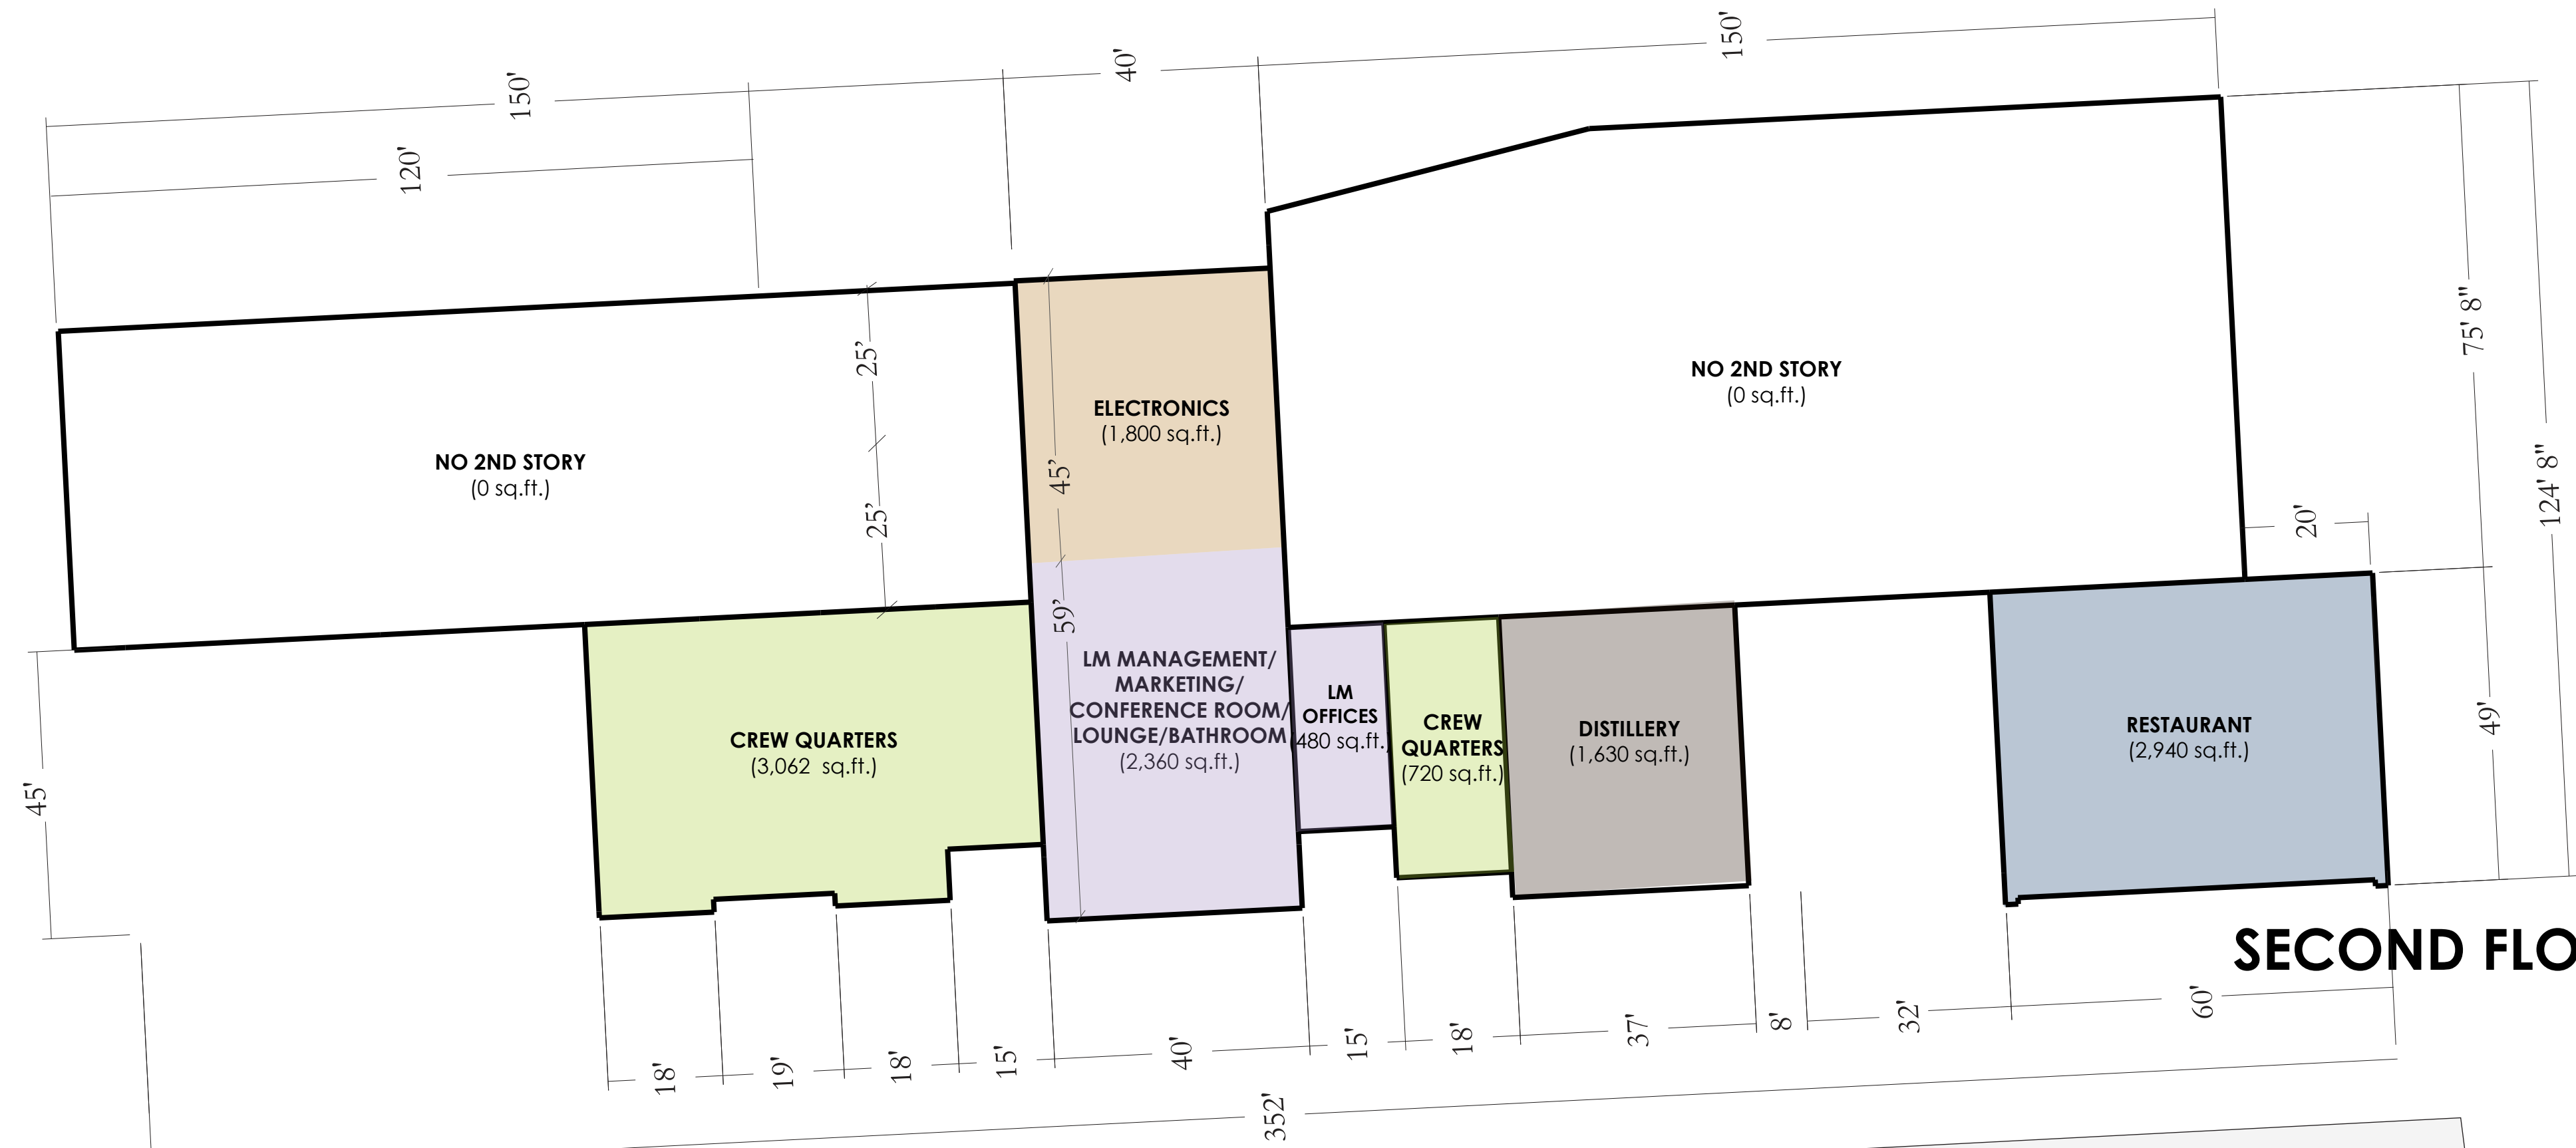 150'
40'
150'
120'
25'
25'
45'
59'
75' 8"
124' 8"
20'
49'
45'
NO 2ND STORY
(0 sq.ft.)
ELECTRONICS
(1,800 sq.ft.)
NO 2ND STORY
(0 sq.ft.)
CREW QUARTERS
(3,062 sq.ft.)
LM MANAGEMENT/
MARKETING/
CONFERENCE ROOM/
LOUNGE/BATHROOM
(2,360 sq.ft.)
LM
OFFICES
(480 sq.ft.)
CREW
QUARTERS
(720 sq.ft.)
DISTILLERY
(1,630 sq.ft.)
RESTAURANT
(2,940 sq.ft.)
SECOND FLO
18'
19'
18'
15'
40'
15'
18'
37'
8'
32'
60'
352'